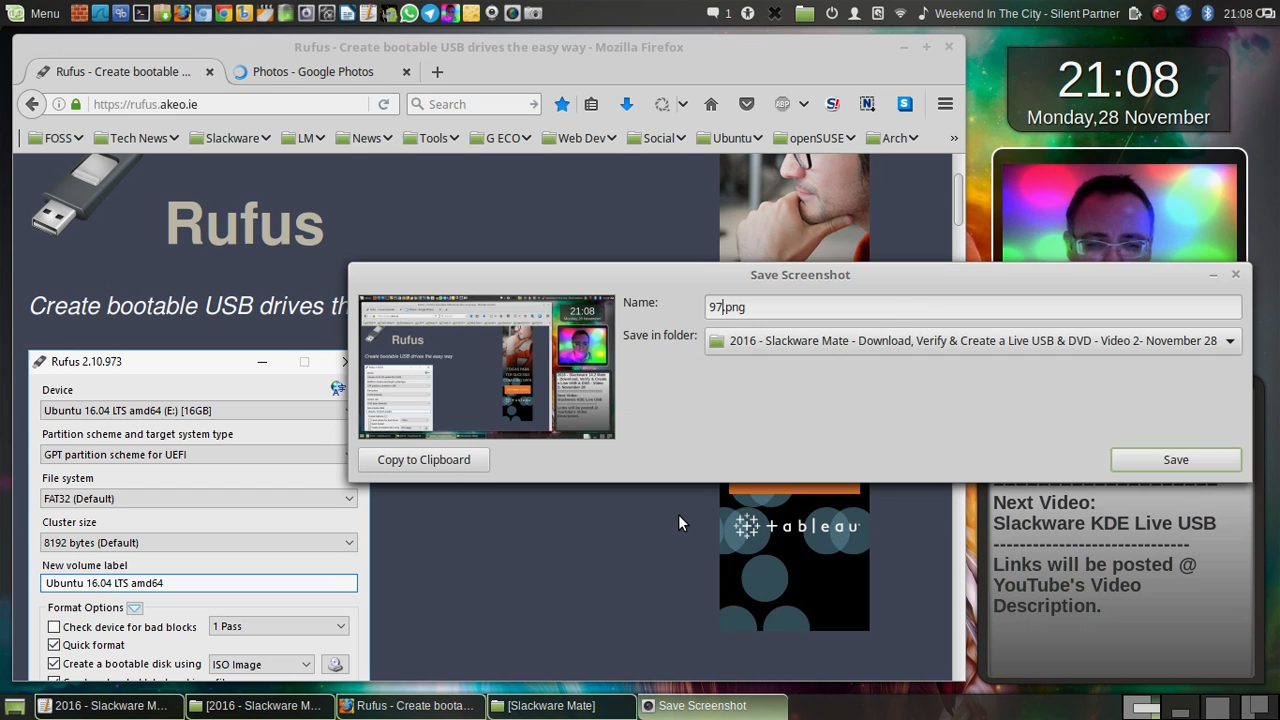 Menu
1
Weekend In The City - Silent Partner
21:08
Rufus - Create bootable USB drives the easy way - Mozilla Firefox
Rufus - Create bootable ...
Photos - Google Photos
https://rufus.akeo.ie
Search
ABP
FOSS
Tech News
Slackware
LM
News
Tools
G ECO
Web Dev
Social
Ubuntu
openSUSE
Arch
»
21:08
Monday,28 November
Rufus
Create bootable USB drives th
Save Screenshot
Name:
97.png
Save in folder:
2016 - Slackware Mate - Download, Verify & Create a Live USB & DVD - Video 2- November 28
Copy to Clipboard
Save
Rufus 2.10.973
Device
Ubuntu 16.04 LTS amd64 (E:) [16GB]
Partition scheme and target system type
GPT partition scheme for UEFI
File system
FAT32 (Default)
Cluster size
8192 bytes (Default)
New volume label
Ubuntu 16.04 LTS amd64
Format Options
Check device for bad blocks
1 Pass
Quick format
Create a bootable disk using
ISO Image
+ableau
Next Video:
Slackware KDE Live USB
----------------------------
Links will be posted @
YouTube's Video
Description.
2016 - Slackware M...
[2016 - Slackware M...
Rufus - Create boota...
[Slackware Mate]
Save Screenshot